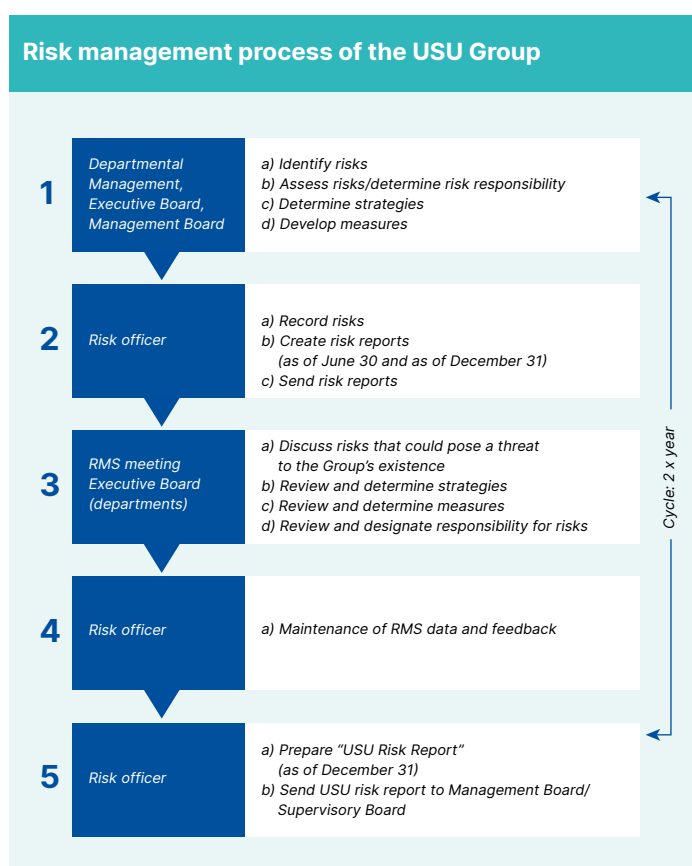 Risk management process of the USU Group
1
Departmental
Management,
Executive Board,
Management Board
a) Identify risks
b) Assess risks/determine risk responsibility
c) Determine strategies
d) Develop measures
2
Risk officer
a) Record risks
b) Create risk reports
(as of June 30 and as of December 31)
c) Send risk reports
3
RMS meeting
Executive Board
(departments)
a) Discuss risks that could pose a threat
to the Group’s existence
b) Review and determine strategies
c) Review and determine measures
d) Review and designate responsibility for risks
4
Risk officer
a) Maintenance of RMS data and feedback
5
Risk officer
a) Prepare “USU Risk Report”
(as of December 31)
b) Send USU risk report to Management Board/
Supervisory Board
Cycle: 2 x year